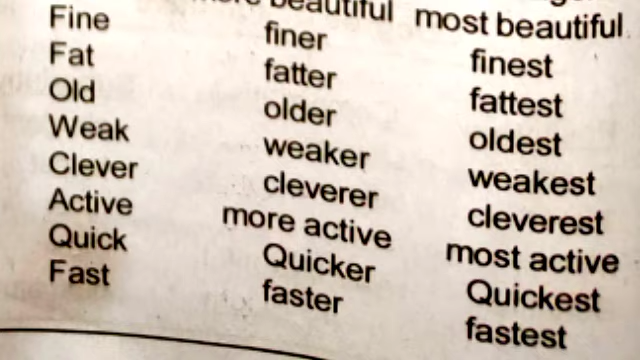 more beautiful most beautiful
Fine finer finest
Fat fatter fattest
Old older oldest
Weak weaker weakest
Clever cleverer cleverest
Active more active most active
Quick Quicker Quickest
Fast faster fastest